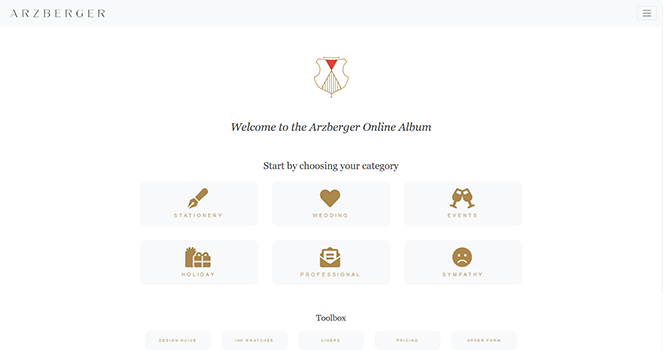 ARZBERGER
Welcome to the Arzberger Online Album
Start by choosing your category
STATIONERY
WEDDING
EVENTS
HOLIDAY
PROFESSIONAL
SYMPATHY
Toolbox
DESIGN GUIDE
INK SWATCHES
LINERS
PRICING
ORDER FORM